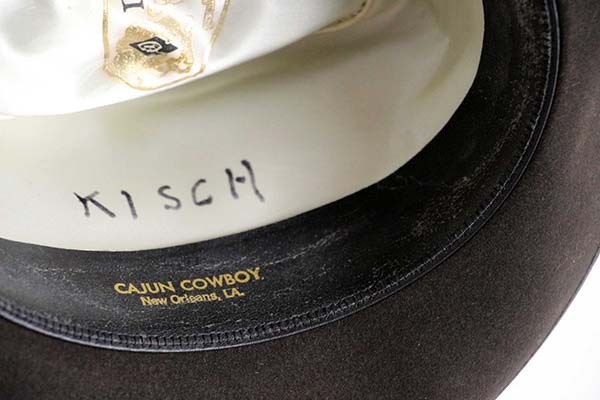 KISCH
CAJUN COWBOY
New Orleans, LA.